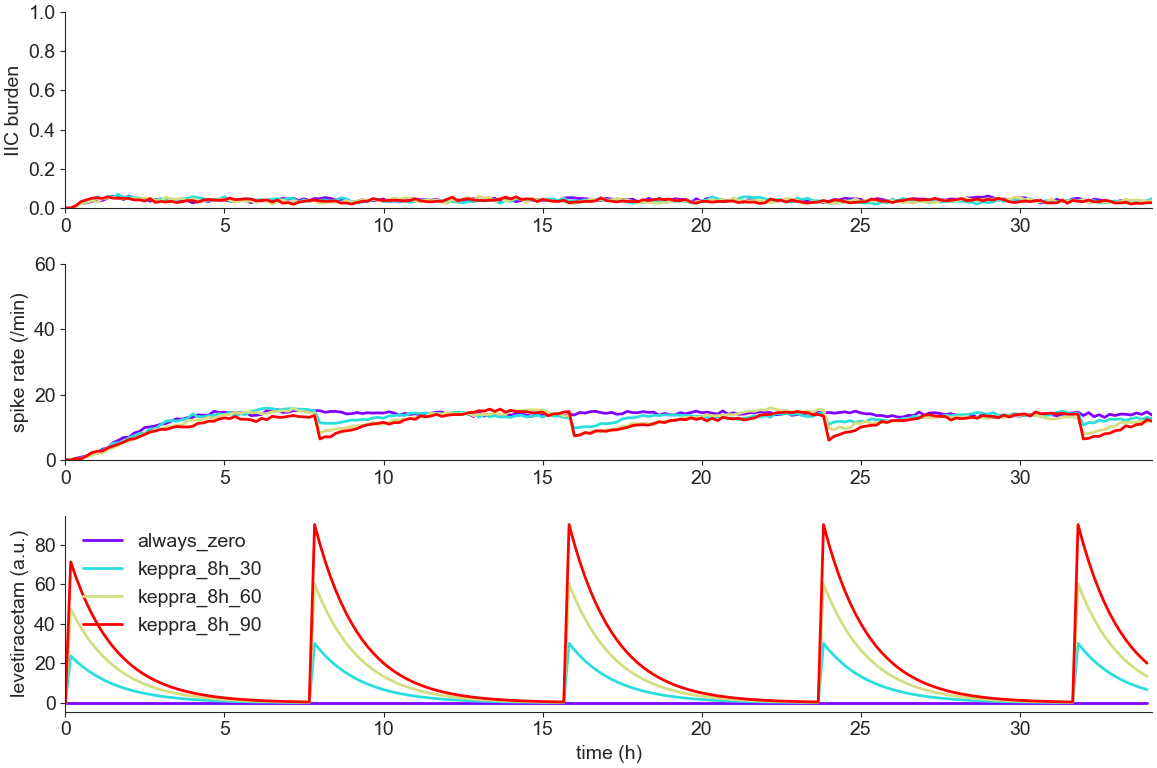 1.0
0.8
0.6
0.4
0.2
0.0
IIC burden
0 5 10 15 20 25 30
60
40
20
0
spike rate (/min)
0 5 10 15 20 25 30
80
60
40
20
0
levetiracetam (a.u.)
always_zero
keppra_8h_30
keppra_8h_60
keppra_8h_90
0 5 10 15 20 25 30
time (h)